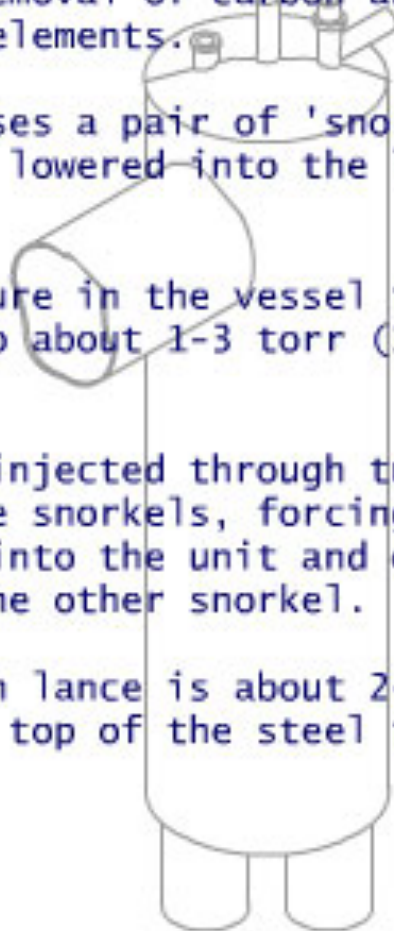 elements.
ses a pair of 'sno
lowered into the
ure in the vessel
o about 1-3 torr (
injected through t
e snorkels, forcing
into the unit and
he other snorkel.
n lance is about 2
top of the steel